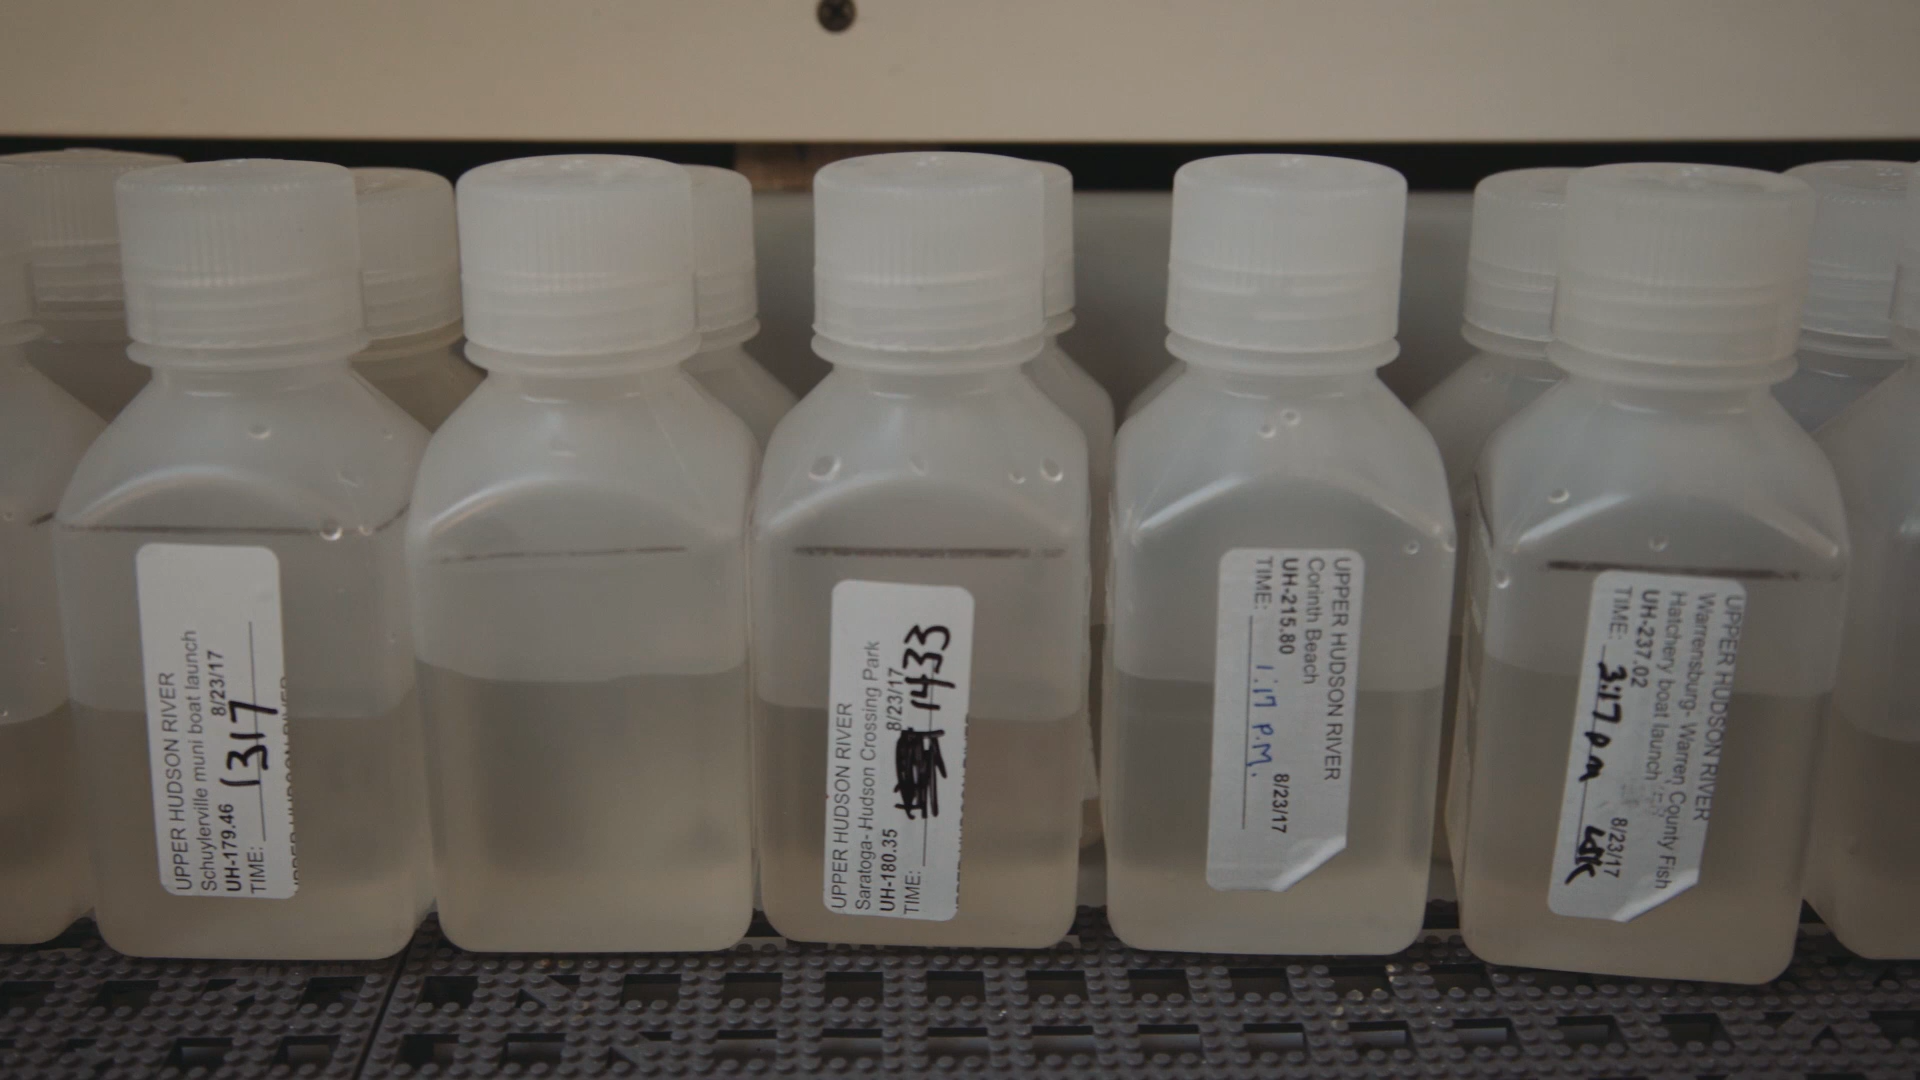 UPPER HUDSON RIVER
Schuylerville muni boat launch
UH-179.46 8/23/17
TIME: 1317
UPPER HUDSON RIVER
UPPER HUDSON RIVER
Saratoga-Hudson Crossing Park
UH-180.35 8/23/17
TIME: 1433
UPPER HUDSON RIVER
Corinth Beach
UH-215.80 8/23/17
TIME: 1:17 P.M.
UPPER HUDSON RIVER
Warrensburg- Warren County Fish
Hatchery boat launch
UH-237.02 8/23/17
TIME: 3:17 pm